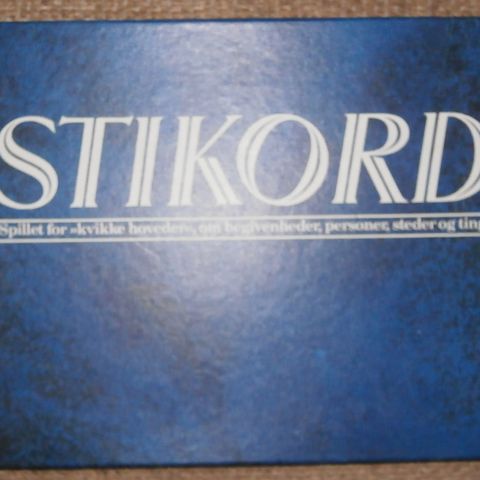 STIKORD
Spillet for »kvikke hoveder«, om begivenheder, personer, steder og ting